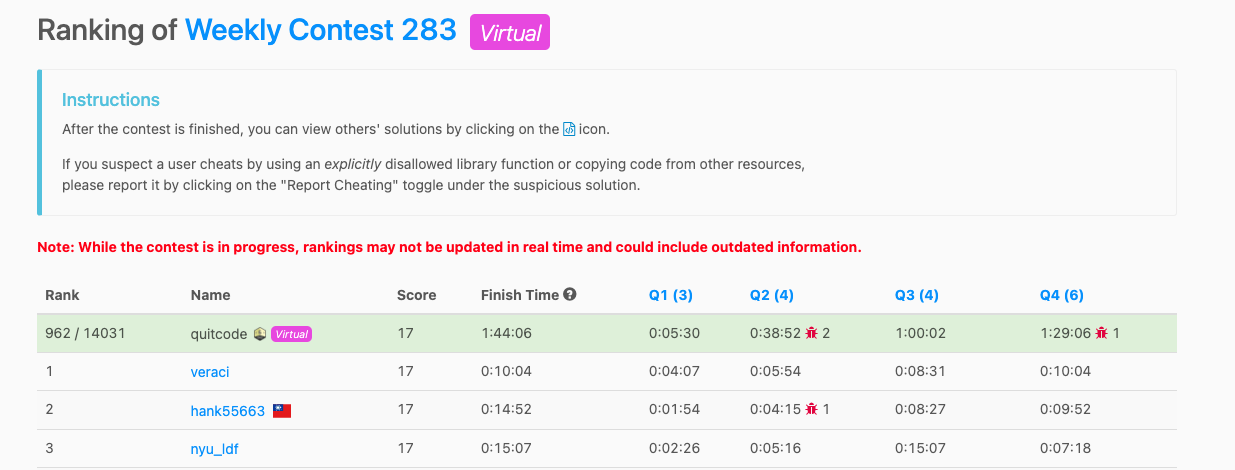 Ranking of Weekly Contest 283 Virtual
Instructions
After the contest is finished, you can view others' solutions by clicking on the icon.
If you suspect a user cheats by using an explicitly disallowed library function or copying code from other resources,
please report it by clicking on the "Report Cheating" toggle under the suspicious solution.
Note: While the contest is in progress, rankings may not be updated in real time and could include outdated information.
Rank Name Score Finish Time Q1 (3) Q2 (4) Q3 (4) Q4 (6)
962 / 14031 quitcode Virtual 17 1:44:06 0:05:30 0:38:52 2 1:00:02 1:29:06 1
1 veraci 17 0:10:04 0:04:07 0:05:54 0:08:31 0:10:04
2 hank55663 17 0:14:52 0:01:54 0:04:15 1 0:08:27 0:09:52
3 nyu_ldf 17 0:15:07 0:02:26 0:05:16 0:15:07 0:07:18